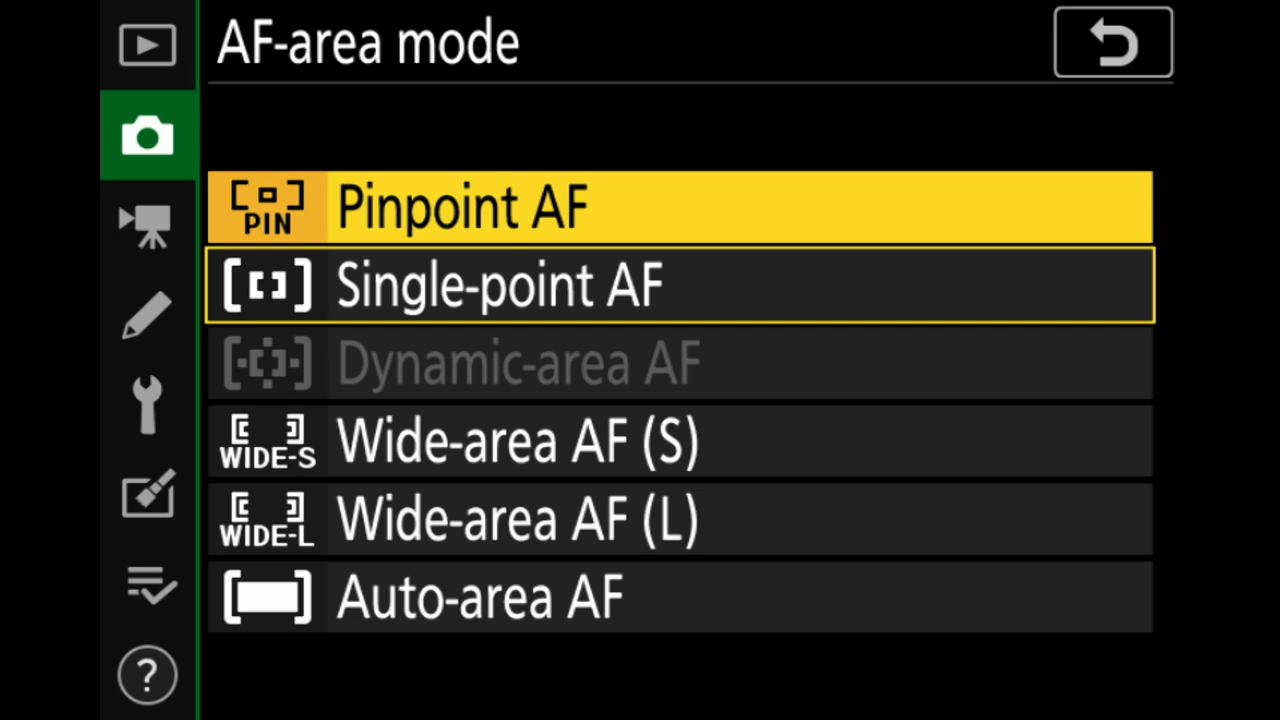 AF-area mode
PIN Pinpoint AF
Single-point AF
Dynamic-area AF
WIDE-S Wide-area AF (S)
WIDE-L Wide-area AF (L)
Auto-area AF
?